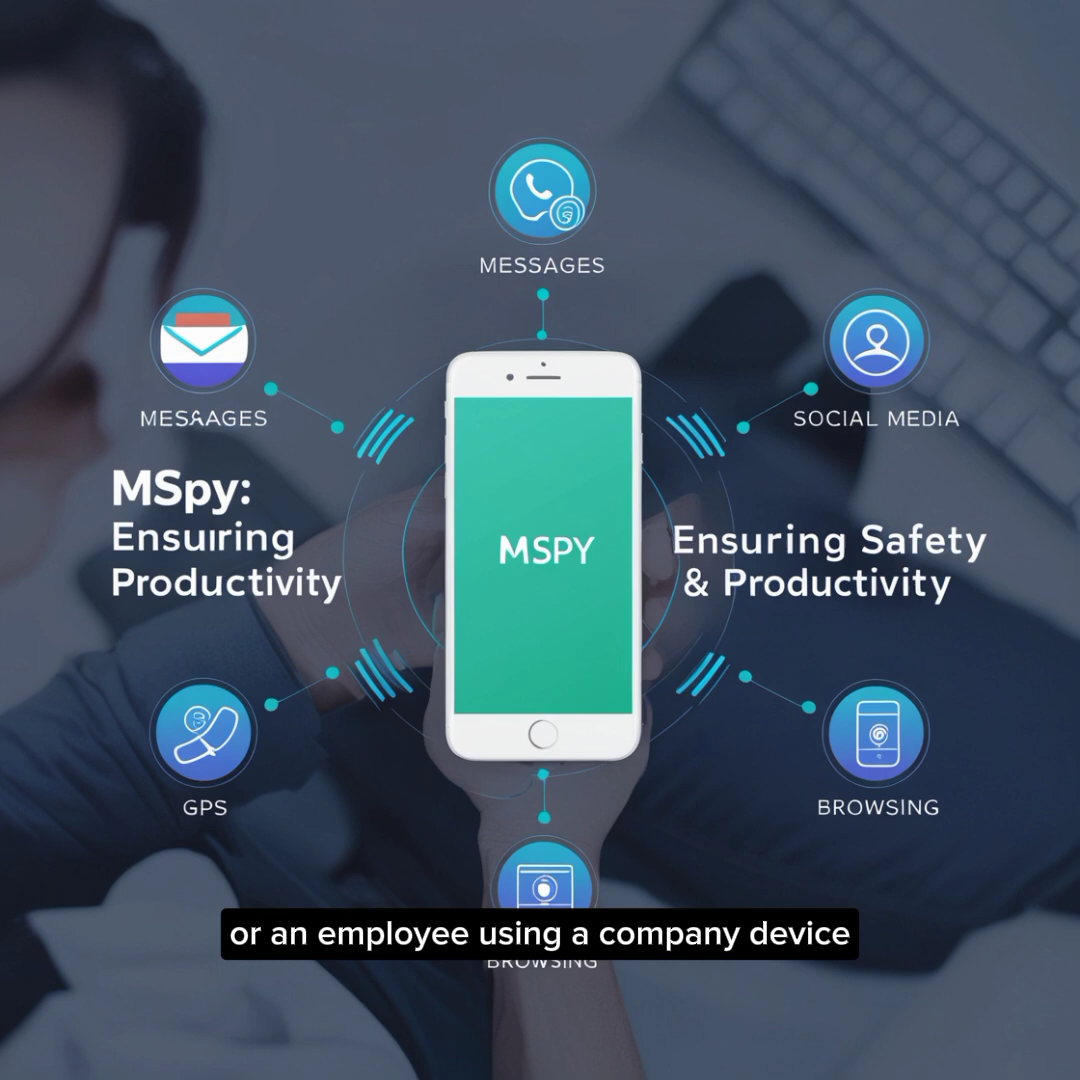 MESSAGES
MESSAGES
SOCIAL MEDIA
MSpy:
Ensuiring
Productivity
MSPY
Ensuring Safety
& Productivity
GPS
BROWSING
or an employee using a company device
BROWSING